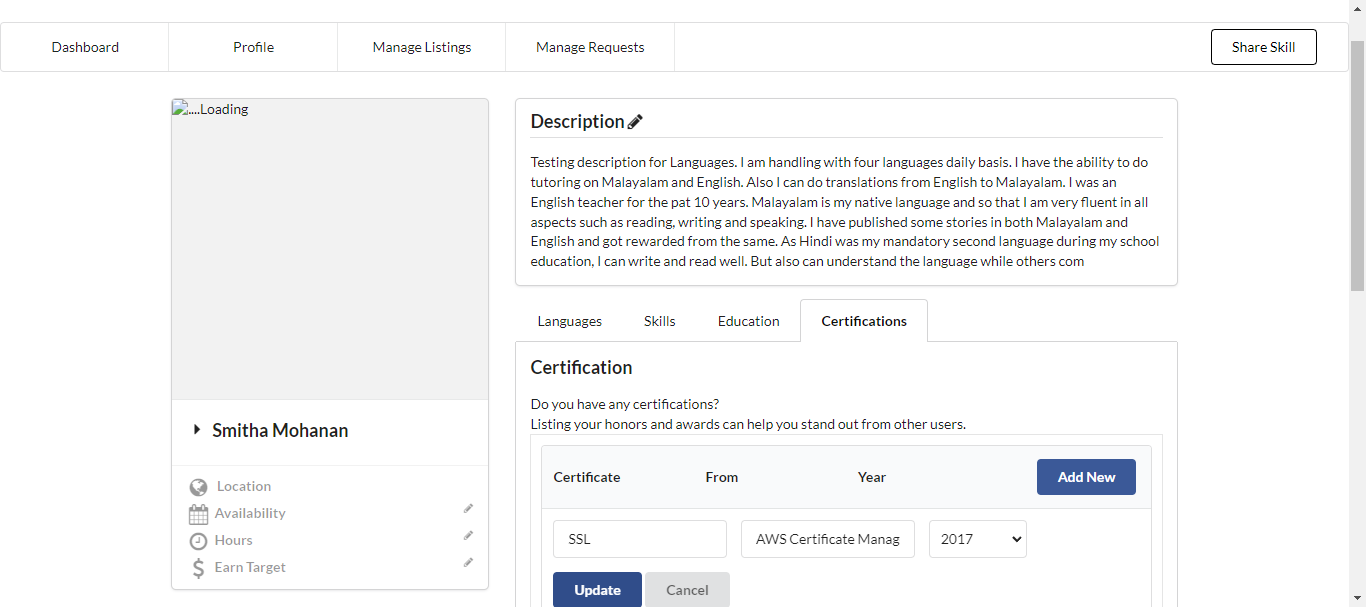 Dashboard
Profile
Manage Listings
Manage Requests
Share Skill
....Loading
Smitha Mohanan
Location
Availability
Hours
Earn Target
Description
Testing description for Languages. I am handling with four languages daily basis. I have the ability to do
tutoring on Malayalam and English. Also I can do translations from English to Malayalam. I was an
English teacher for the pat 10 years. Malayalam is my native language and so that I am very fluent in all
aspects such as reading, writing and speaking. I have published some stories in both Malayalam and
English and got rewarded from the same. As Hindi was my mandatory second language during my school
education, I can write and read well. But also can understand the language while others com
Languages
Skills
Education
Certifications
Certification
Do you have any certifications?
Listing your honors and awards can help you stand out from other users.
Certificate
From
Year
Add New
SSL
AWS Certificate Manag
2017
Update
Cancel